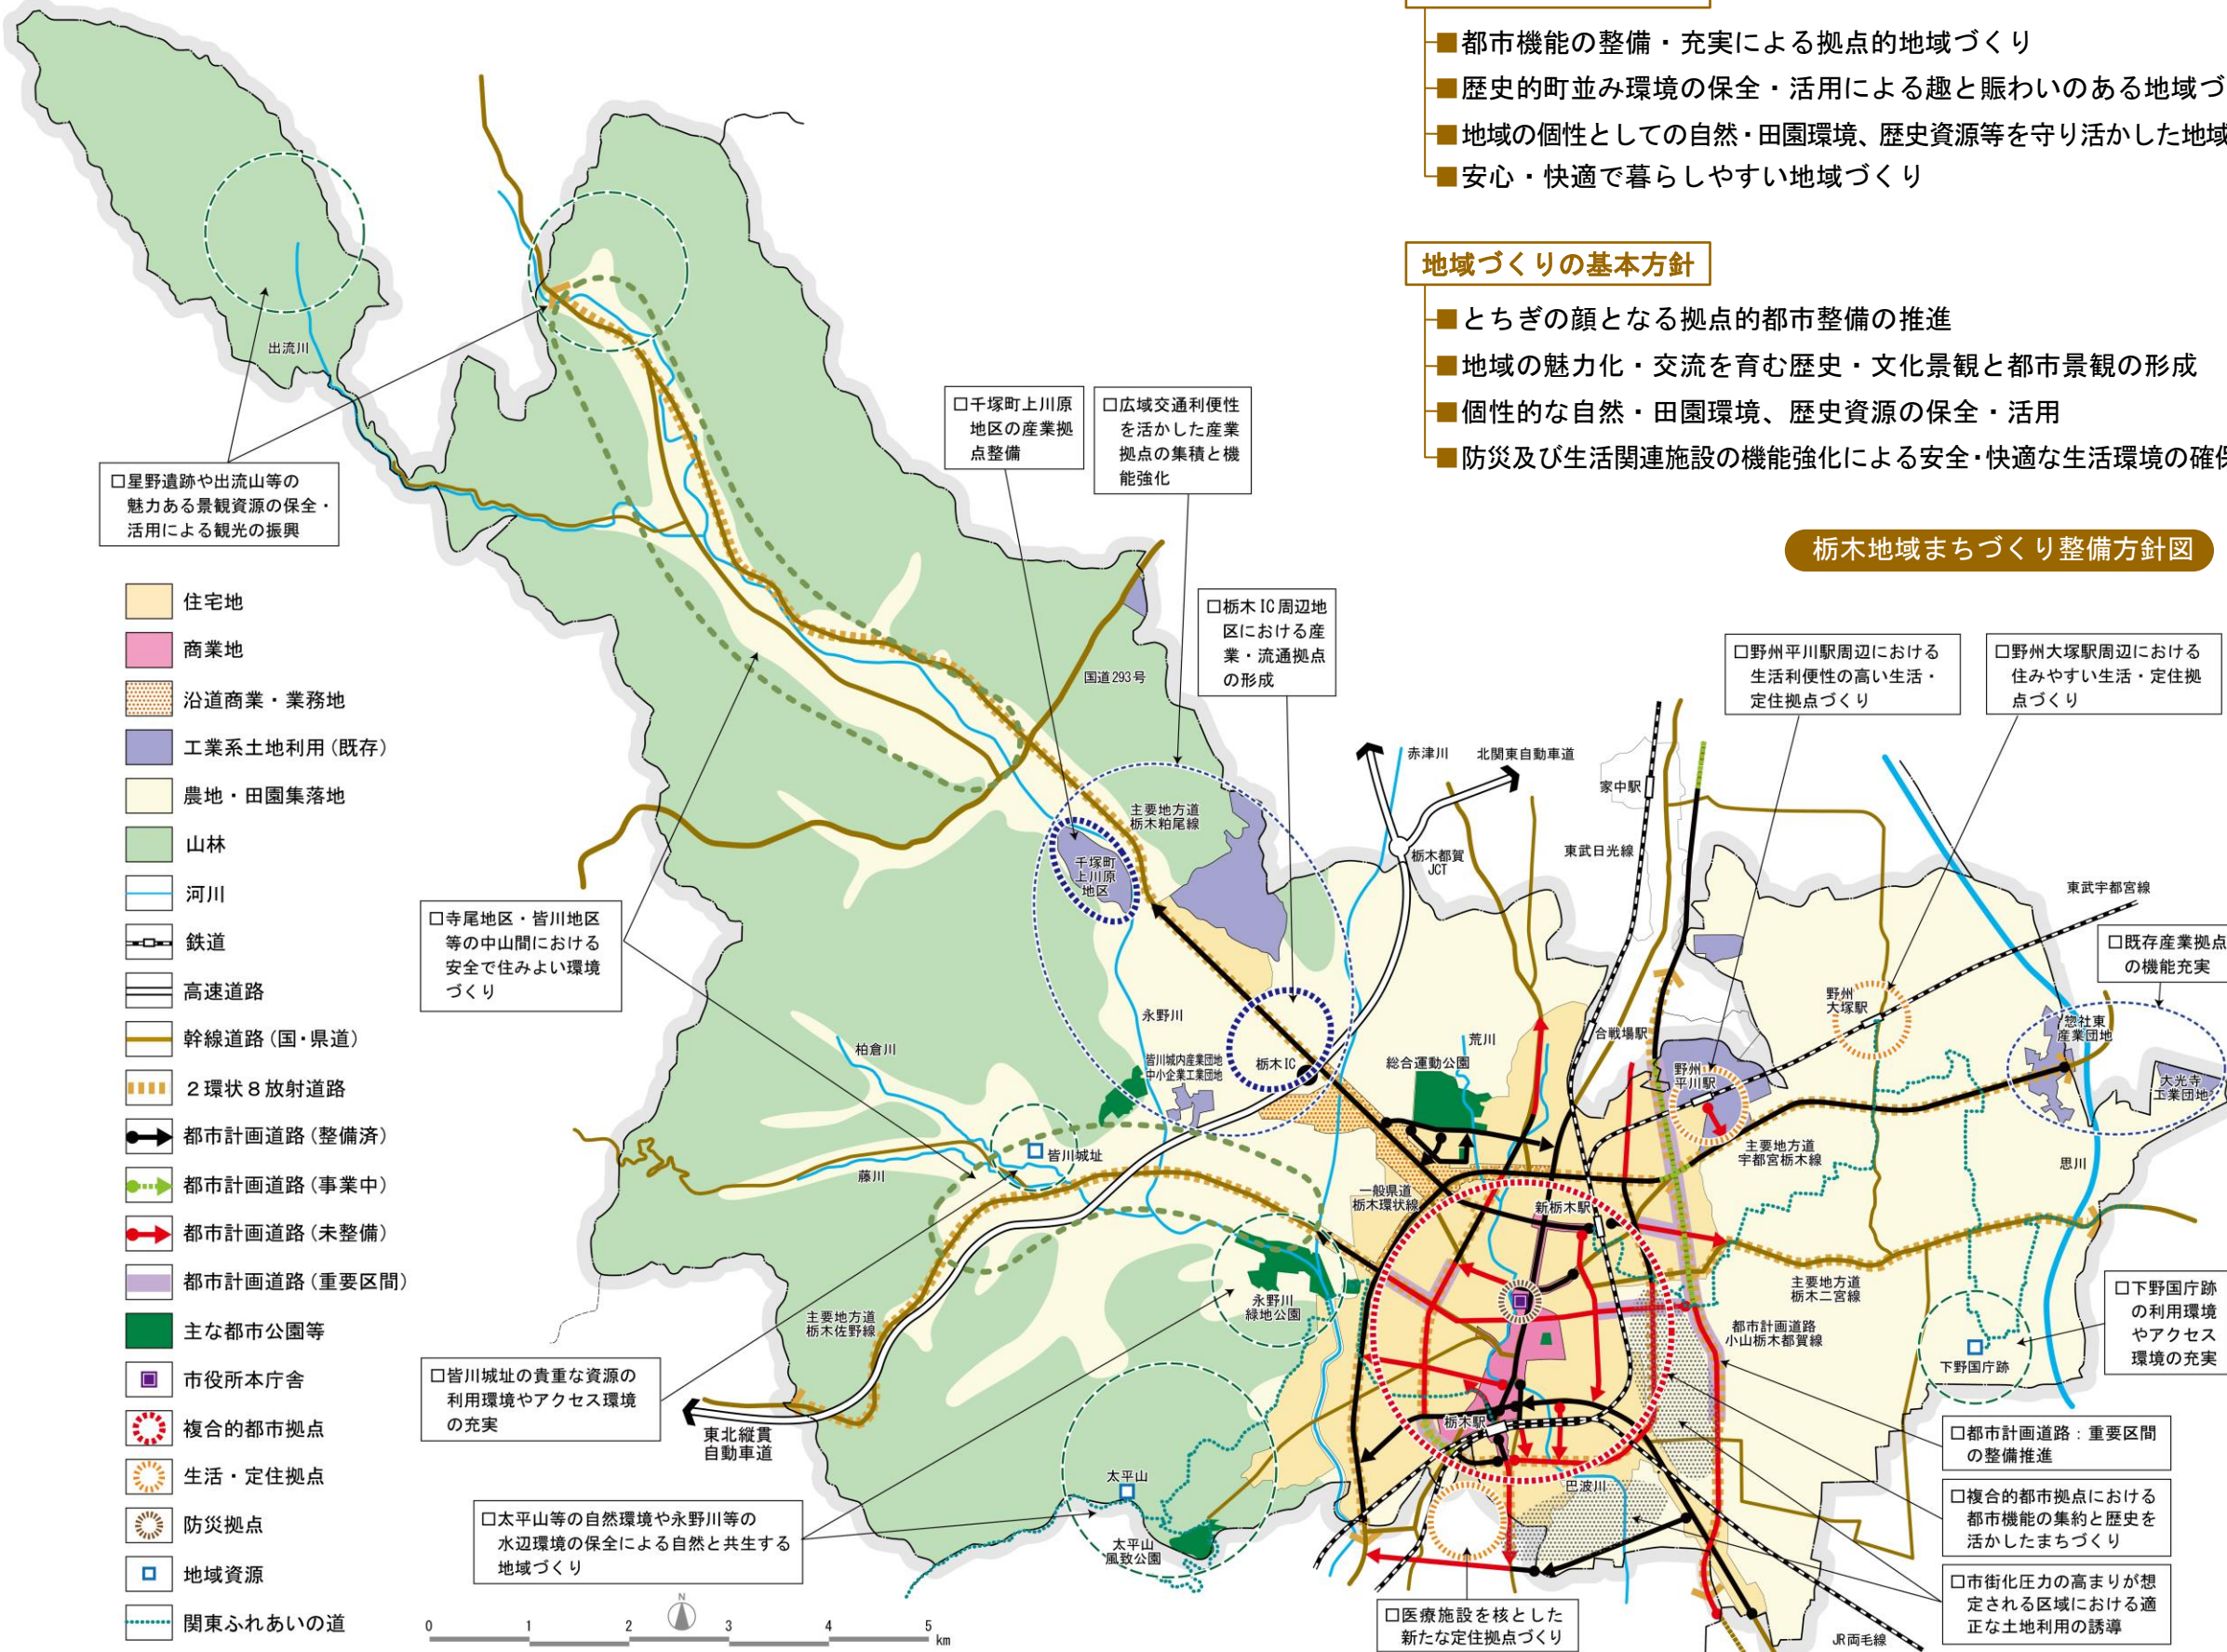 ■都市機能の整備・充実による拠点的地域づくり
■歴史的町並み環境の保全・活用による趣と賑わいのある地域づ
■地域の個性としての自然・田園環境、歴史資源等を守り活かした地域
■安心・快適で暮らしやすい地域づくり
地域づくりの基本方針
■とちぎの顔となる拠点的都市整備の推進
■地域の魅力化・交流を育む歴史・文化景観と都市景観の形成
■個性的な自然・田園環境、歴史資源の保全・活用
■防災及び生活関連施設の機能強化による安全・快適な生活環境の確保
栃木地域まちづくり整備方針図
出流川
□星野遺跡や出流山等の
魅力ある景観資源の保全・
活用による観光の振興
□千塚町上川原
地区の産業拠
点整備
□広域交通利便性
を活かした産業
拠点の集積と機
能強化
□栃木IC周辺地
区における産
業・流通拠点
の形成
□野州平川駅周辺における
生活利便性の高い生活・
定住拠点づくり
□野州大塚駅周辺における
住みやすい生活・定住拠
点づくり
住宅地
商業地
沿道商業・業務地
工業系土地利用(既存)
農地・田園集落地
山林
河川
鉄道
高速道路
幹線道路(国・県道)
2環状8放射道路
都市計画道路(整備済)
都市計画道路(事業中)
都市計画道路(未整備)
都市計画道路(重要区間)
主な都市公園等
市役所本庁舎
複合的都市拠点
生活・定住拠点
防災拠点
地域資源
関東ふれあいの道
国道293号
赤津川
北関東自動車道
家中駅
主要地方道
栃木粕尾線
千塚町
上川原
地区
栃木都賀
JCT
東武日光線
東武宇都宮線
□既存産業拠点
の機能充実
□寺尾地区・皆川地区
等の中山間における
安全で住みよい環境
づくり
永野川
柏倉川
皆川城内産業団地
中小企業工業団地
栃木IC
総合運動公園
荒川
合戦場駅
野州
平川駅
野州
大塚駅
惣社東
産業団地
大光寺
工業団地
皆川城址
藤川
主要地方道
宇都宮栃木線
思川
一般県道
栃木環状線
新栃木駅
永野川
緑地公園
主要地方道
栃木佐野線
主要地方道
栃木二宮線
都市計画道路
小山栃木都賀線
下野国庁跡
□下野国庁跡
の利用環境
やアクセス
環境の充実
□皆川城址の貴重な資源の
利用環境やアクセス環境
の充実
東北縦貫
自動車道
栃木駅
□都市計画道路：重要区間
の整備推進
太平山
巴波川
□複合的都市拠点における
都市機能の集約と歴史を
活かしたまちづくり
□太平山等の自然環境や永野川等の
水辺環境の保全による自然と共生する
地域づくり
太平山
風致公園
□市街化圧力の高まりが想
定される区域における適
正な土地利用の誘導
□医療施設を核とした
新たな定住拠点づくり
JR両毛線
N
0 1 2 3 4 5 km